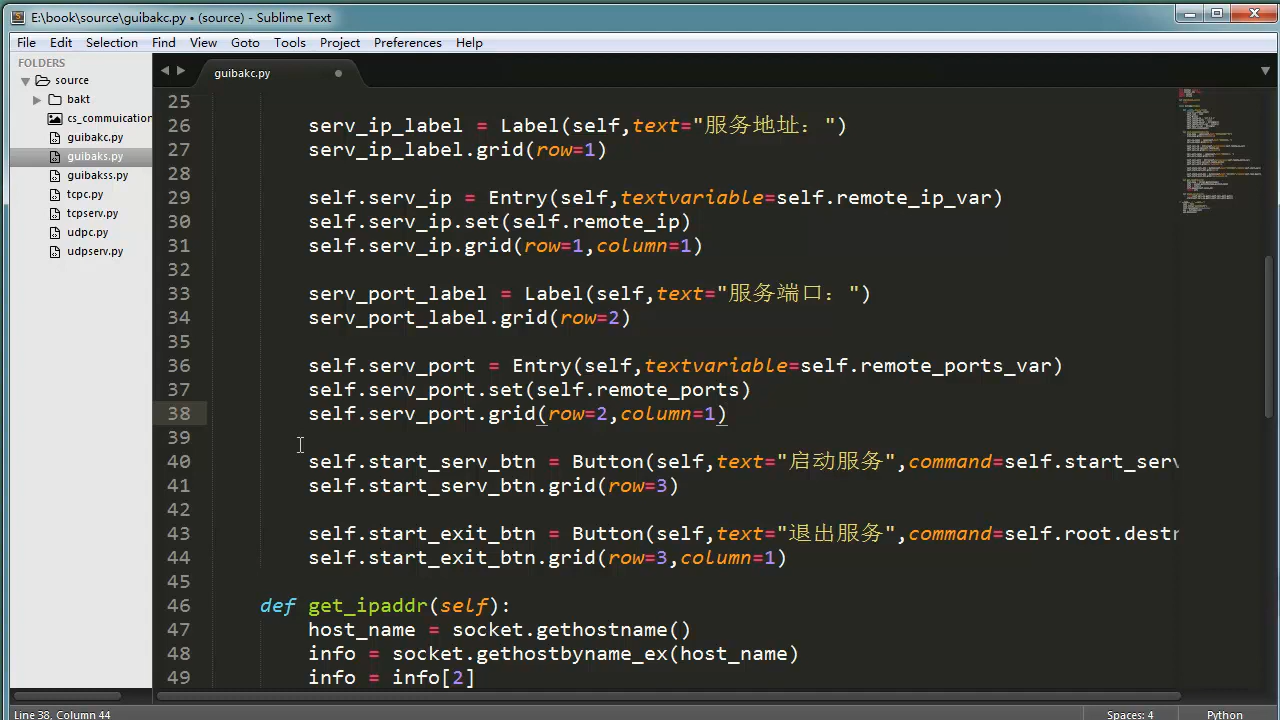 E:\book\source\guibakc.py • (source) - Sublime Text
File Edit Selection Find View Goto Tools Project Preferences Help
FOLDERS
source
bakt
cs_commuication
guibakc.py
guibaks.py
guibakss.py
tcpc.py
tcpserv.py
udpc.py
udpserv.py
guibakc.py
25
26 serv_ip_label = Label(self,text="服务地址：")
27 serv_ip_label.grid(row=1)
28
29 self.serv_ip = Entry(self,textvariable=self.remote_ip_var)
30 self.serv_ip.set(self.remote_ip)
31 self.serv_ip.grid(row=1,column=1)
32
33 serv_port_label = Label(self,text="服务端口：")
34 serv_port_label.grid(row=2)
35
36 self.serv_port = Entry(self,textvariable=self.remote_ports_var)
37 self.serv_port.set(self.remote_ports)
38 self.serv_port.grid(row=2,column=1)
39
40 self.start_serv_btn = Button(self,text="启动服务",command=self.start_serv
41 self.start_serv_btn.grid(row=3)
42
43 self.start_exit_btn = Button(self,text="退出服务",command=self.root.destr
44 self.start_exit_btn.grid(row=3,column=1)
45
46 def get_ipaddr(self):
47 host_name = socket.gethostname()
48 info = socket.gethostbyname_ex(host_name)
49 info = info[2]
Line 38, Column 44 Spaces: 4 Python